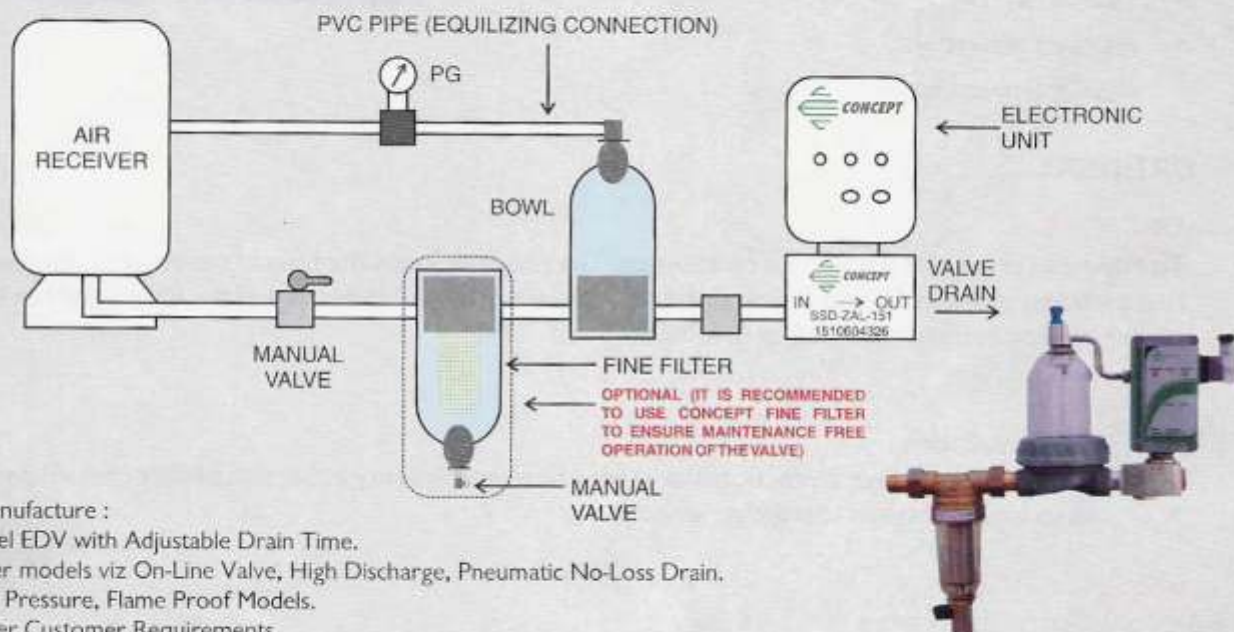 PVC PIPE (EQUILIZING CONNECTION)
PG
AIR
RECEIVER
CONCEPT
ELECTRONIC
UNIT
BOWL
CONCEPT
IN → OUT
SSD-ZAL-151
1510604326
VALVE
DRAIN
MANUAL
VALVE
FINE FILTER
OPTIONAL (IT IS RECOMMENDED
TO USE CONCEPT FINE FILTER
TO ENSURE MAINTENANCE FREE
OPERATION OF THE VALVE)
MANUAL
VALVE
nufacture :
el EDV with Adjustable Drain Time.
er models viz On-Line Valve, High Discharge, Pneumatic No-Loss Drain.
Pressure, Flame Proof Models.
er Customer Requirements